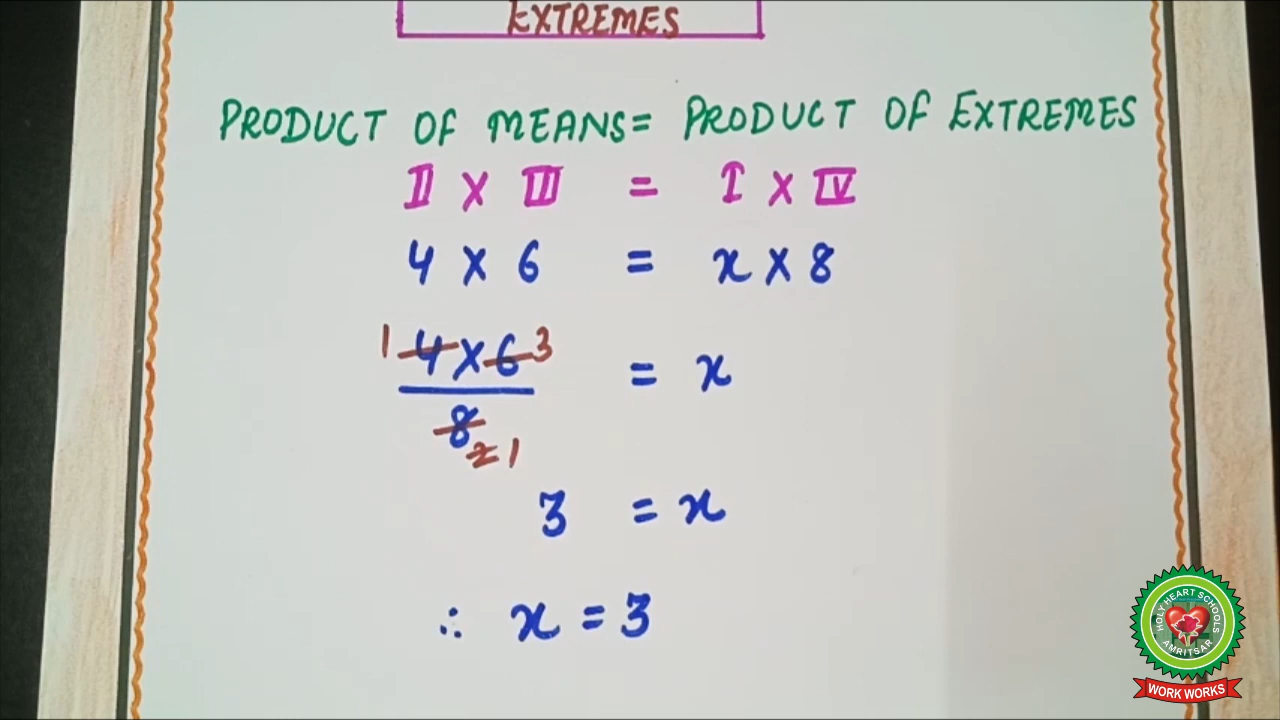 EXTREMES
PRODUCT OF MEANS = PRODUCT OF EXTREMES
II X III = I X IV
4 X 6 = x X 8
1 4 X 6 3
8 2 1
= x
3 = x
∴ x = 3
HOLY HEART SCHOOLS
AMRITSAR
WORK WORKS